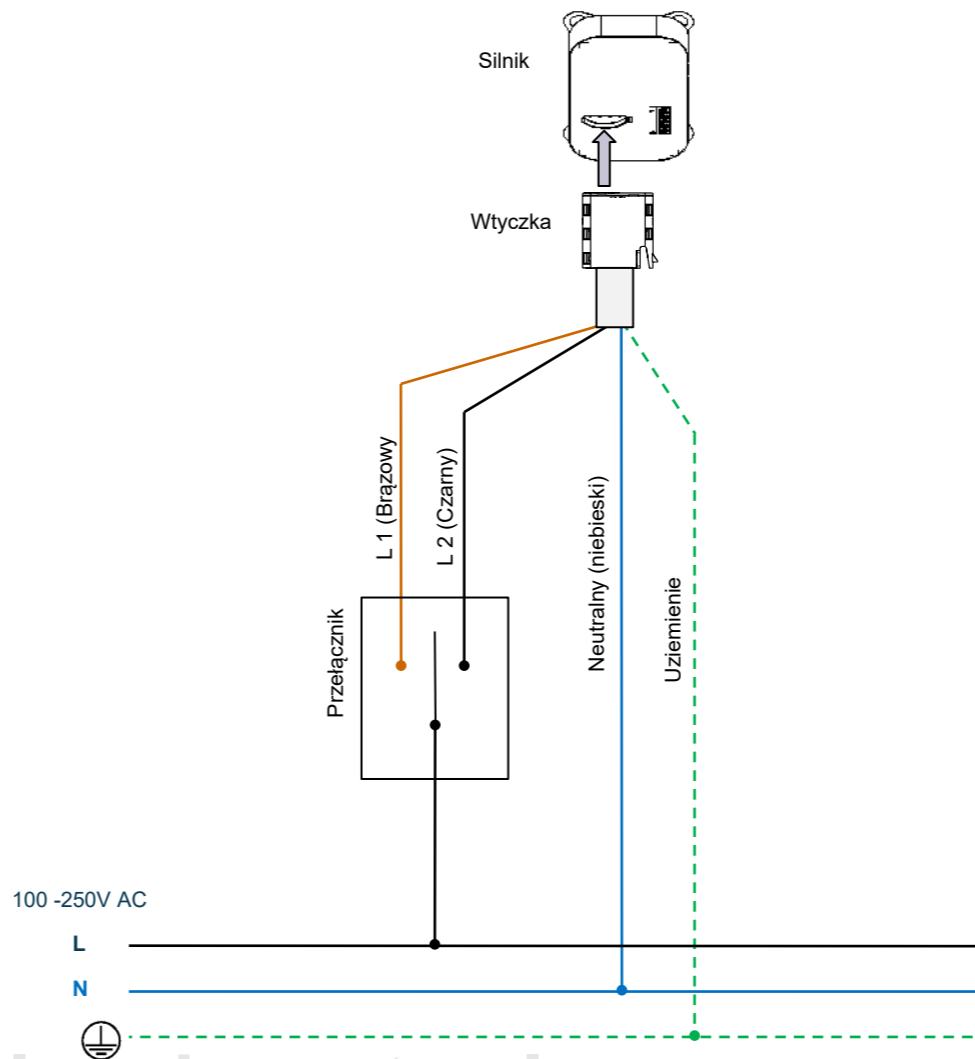 Silnik
Wtyczka
L 1 (Brązowy
L 2 (Czarny)
Neutralny (niebieski)
Uziemienie
Przełącznik
100 -250V AC
L
N